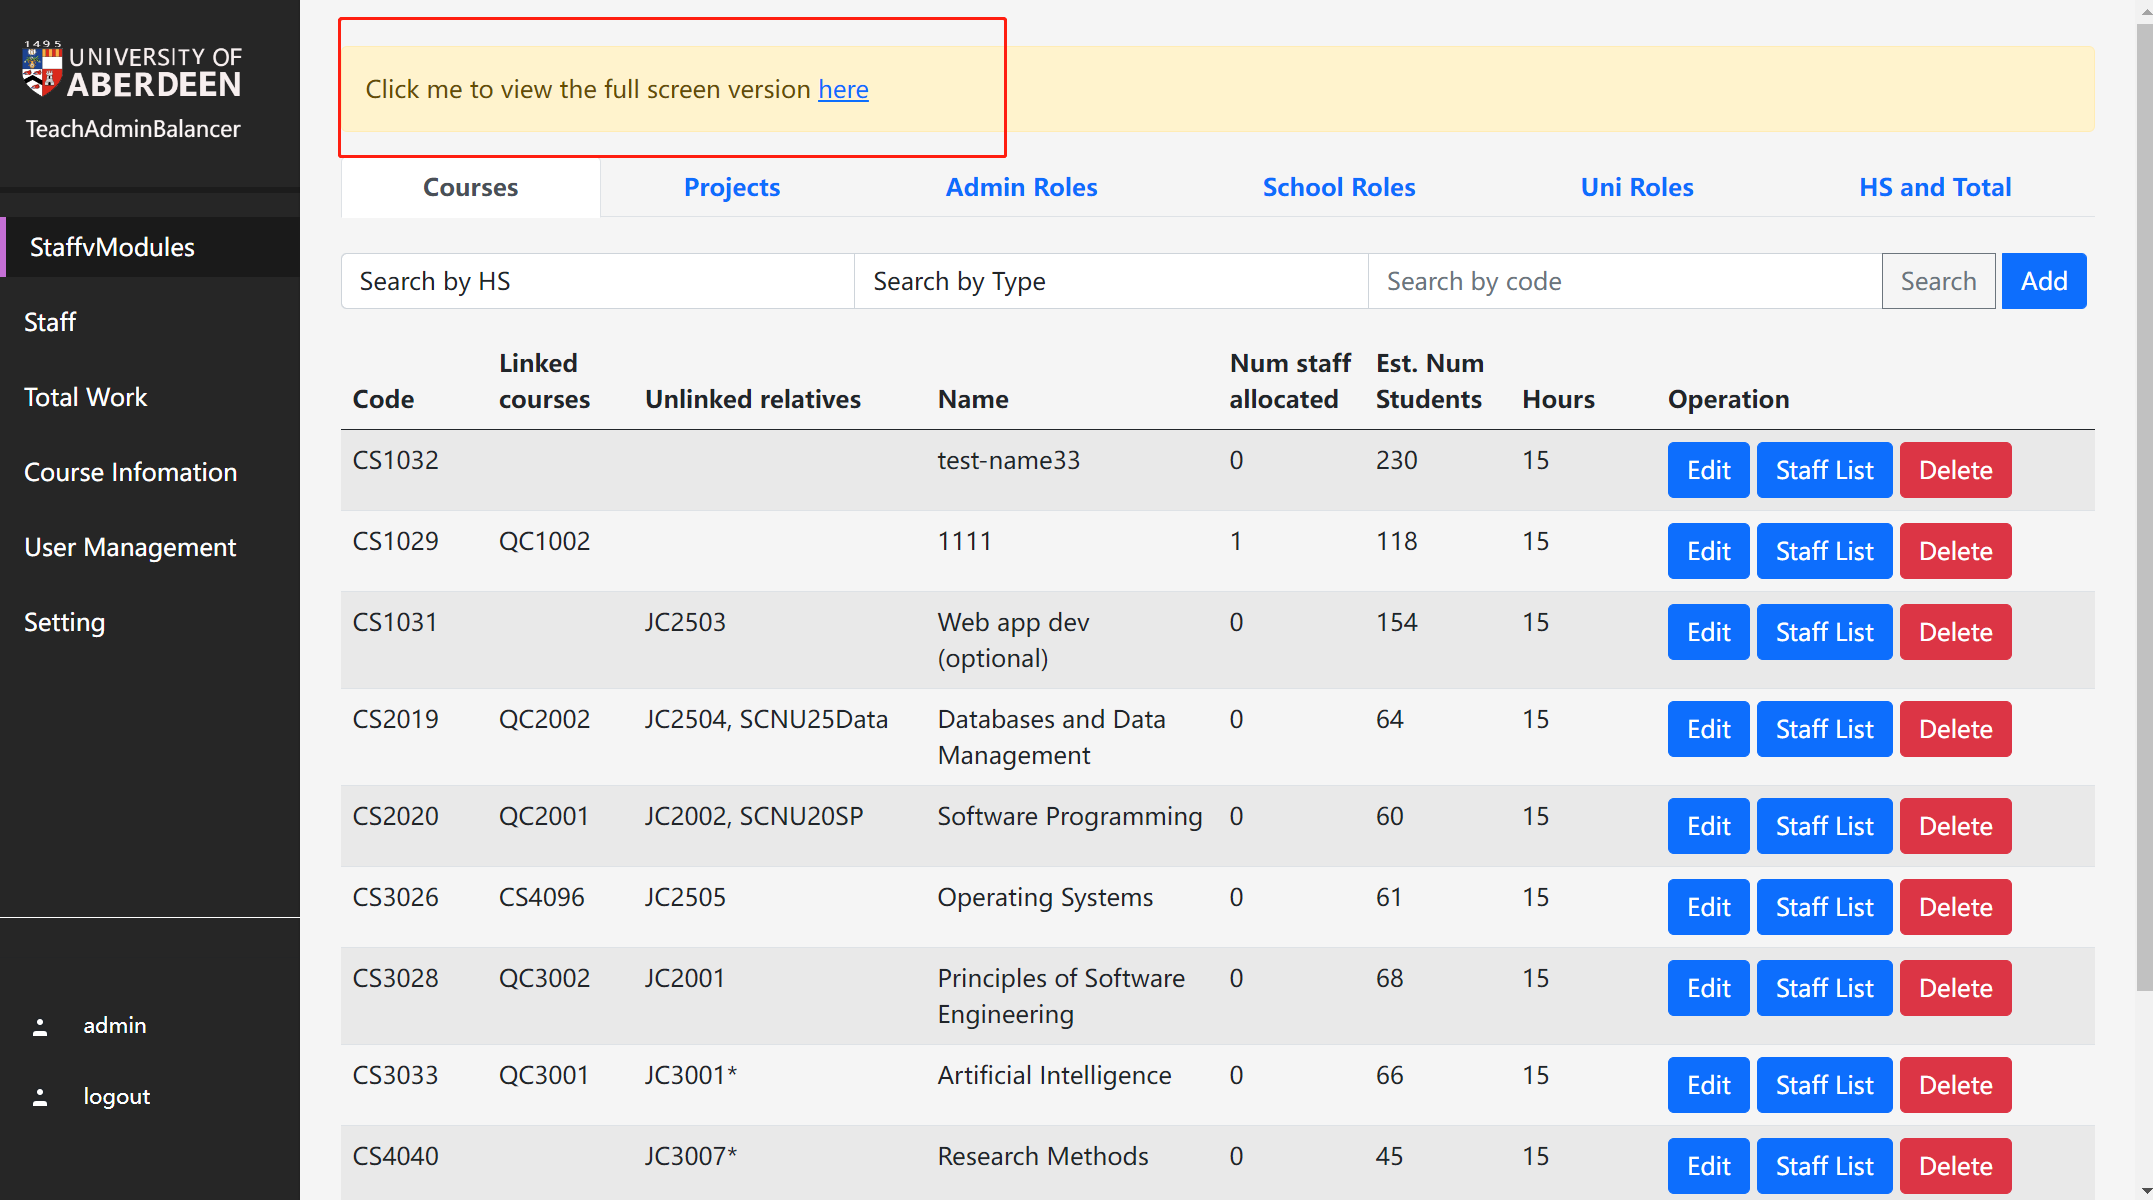 1495
UNIVERSITY OF
ABERDEEN
TeachAdminBalancer
StaffvModules
Staff
Total Work
Course Infomation
User Management
Setting
admin
logout
Click me to view the full screen version here
Courses Projects Admin Roles School Roles Uni Roles HS and Total
Search by HS Search by Type Search by code Search Add
Code Linked courses Unlinked relatives Name Num staff allocated Est. Num Students Hours Operation
CS1032 test-name33 0 230 15 Edit Staff List Delete
CS1029 QC1002 1111 1 118 15 Edit Staff List Delete
CS1031 JC2503 Web app dev 0 154 15 Edit Staff List Delete
(optional)
CS2019 QC2002 JC2504, SCNU25Data Databases and Data 0 64 15 Edit Staff List Delete
Management
CS2020 QC2001 JC2002, SCNU20SP Software Programming 0 60 15 Edit Staff List Delete
CS3026 CS4096 JC2505 Operating Systems 0 61 15 Edit Staff List Delete
CS3028 QC3002 JC2001 Principles of Software 0 68 15 Edit Staff List Delete
Engineering
CS3033 QC3001 JC3001* Artificial Intelligence 0 66 15 Edit Staff List Delete
CS4040 JC3007* Research Methods 0 45 15 Edit Staff List Delete